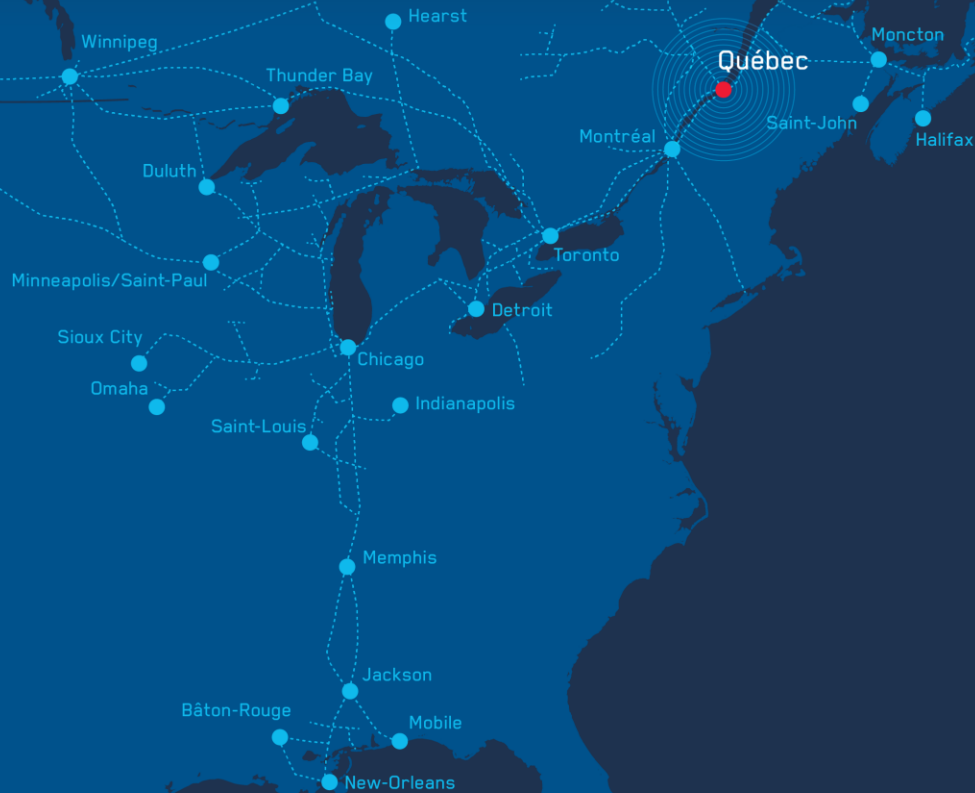 Hearst
Winnipeg
Moncton
Québec
Thunder Bay
Saint-John
Montréal
Halifax
Duluth
Toronto
Minneapolis/Saint-Paul
Detroit
Sioux City
Chicago
Omaha
Indianapolis
Saint-Louis
Memphis
Jackson
Bâton-Rouge
Mobile
New-Orleans